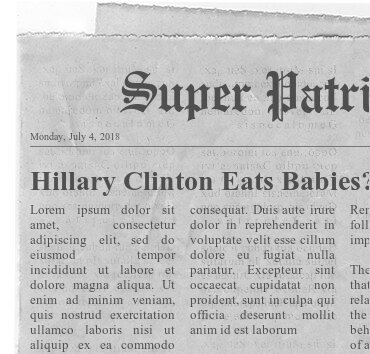 Super Patri
Monday, July 4, 2018
Hillary Clinton Eats Babies?
Lorem ipsum dolor sit
amet, consectetur
adipiscing elit, sed do
eiusmod tempor
incididunt ut labore et
dolore magna aliqua. Ut
enim ad minim veniam,
quis nostrud exercitation
ullamco laboris nisi ut
aliquip ex ea commodo
consequat. Duis aute irure
dolor in reprehenderit in
voluptate velit esse cillum
dolore eu fugiat nulla
pariatur. Excepteur sint
occaecat cupidatat non
proident, sunt in culpa qui
officia deserunt mollit
anim id est laborum
Rer
foll
imp
The
that
rela
the
beh
of a